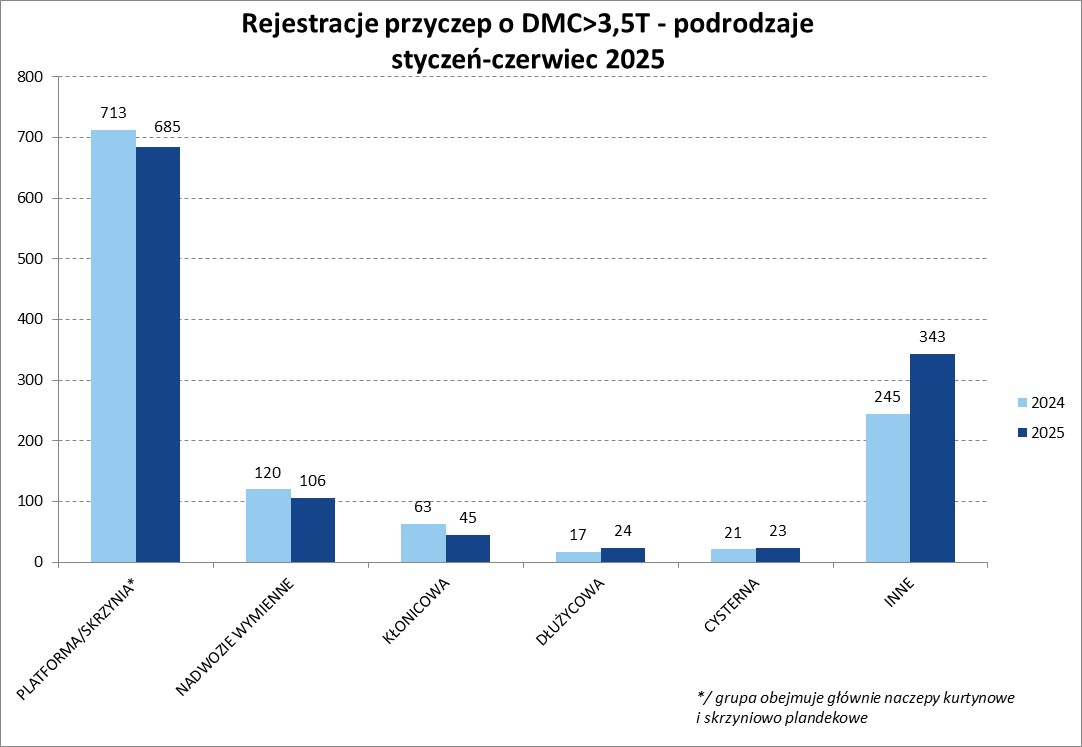 Rejestracje przyczep o DMC>3,5T - podrodzaje
styczeń-czerwiec 2025
800
700
600
500
400
300
200
100
0
713
685
120
106
63
45
17
24
21
23
245
343
PLATFORMA/SKRZYNIA*
NADWOZIE WYMIENNE
KŁONICOWA
DŁUŻYCOWA
CYSTERNA
INNE
2024
2025
*/ grupa obejmuje głównie naczepy kurtynowe
i skrzyniowo plandekowe